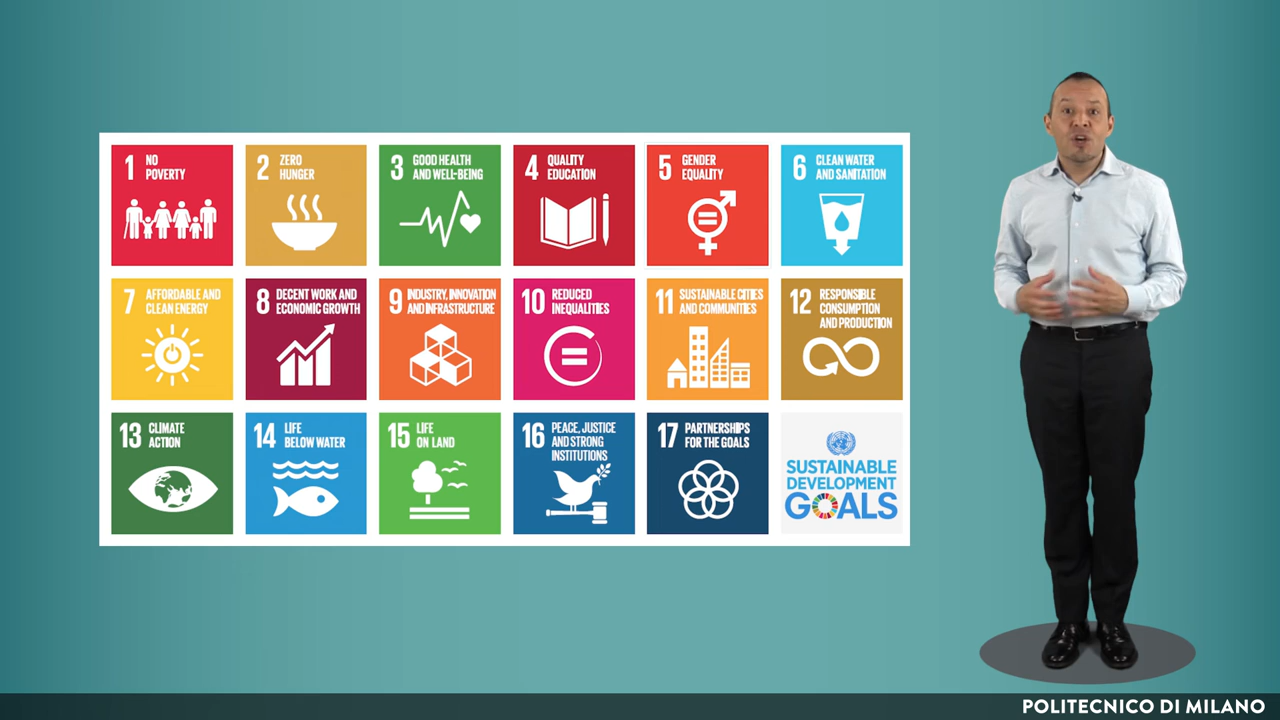 1 NO
POVERTY
2 ZERO
HUNGER
3 GOOD HEALTH
AND WELL-BEING
4 QUALITY
EDUCATION
5 GENDER
EQUALITY
6 CLEAN WATER
AND SANITATION
7 AFFORDABLE AND
CLEAN ENERGY
8 DECENT WORK AND
ECONOMIC GROWTH
9 INDUSTRY, INNOVATION
AND INFRASTRUCTURE
10 REDUCED
INEQUALITIES
11 SUSTAINABLE CITIES
AND COMMUNITIES
12 RESPONSIBLE
CONSUMPTION
AND PRODUCTION
13 CLIMATE
ACTION
14 LIFE
BELOW WATER
15 LIFE
ON LAND
16 PEACE, JUSTICE
AND STRONG
INSTITUTIONS
17 PARTNERSHIPS
FOR THE GOALS
SUSTAINABLE
DEVELOPMENT
GOALS
POLITECNICO DI MILANO